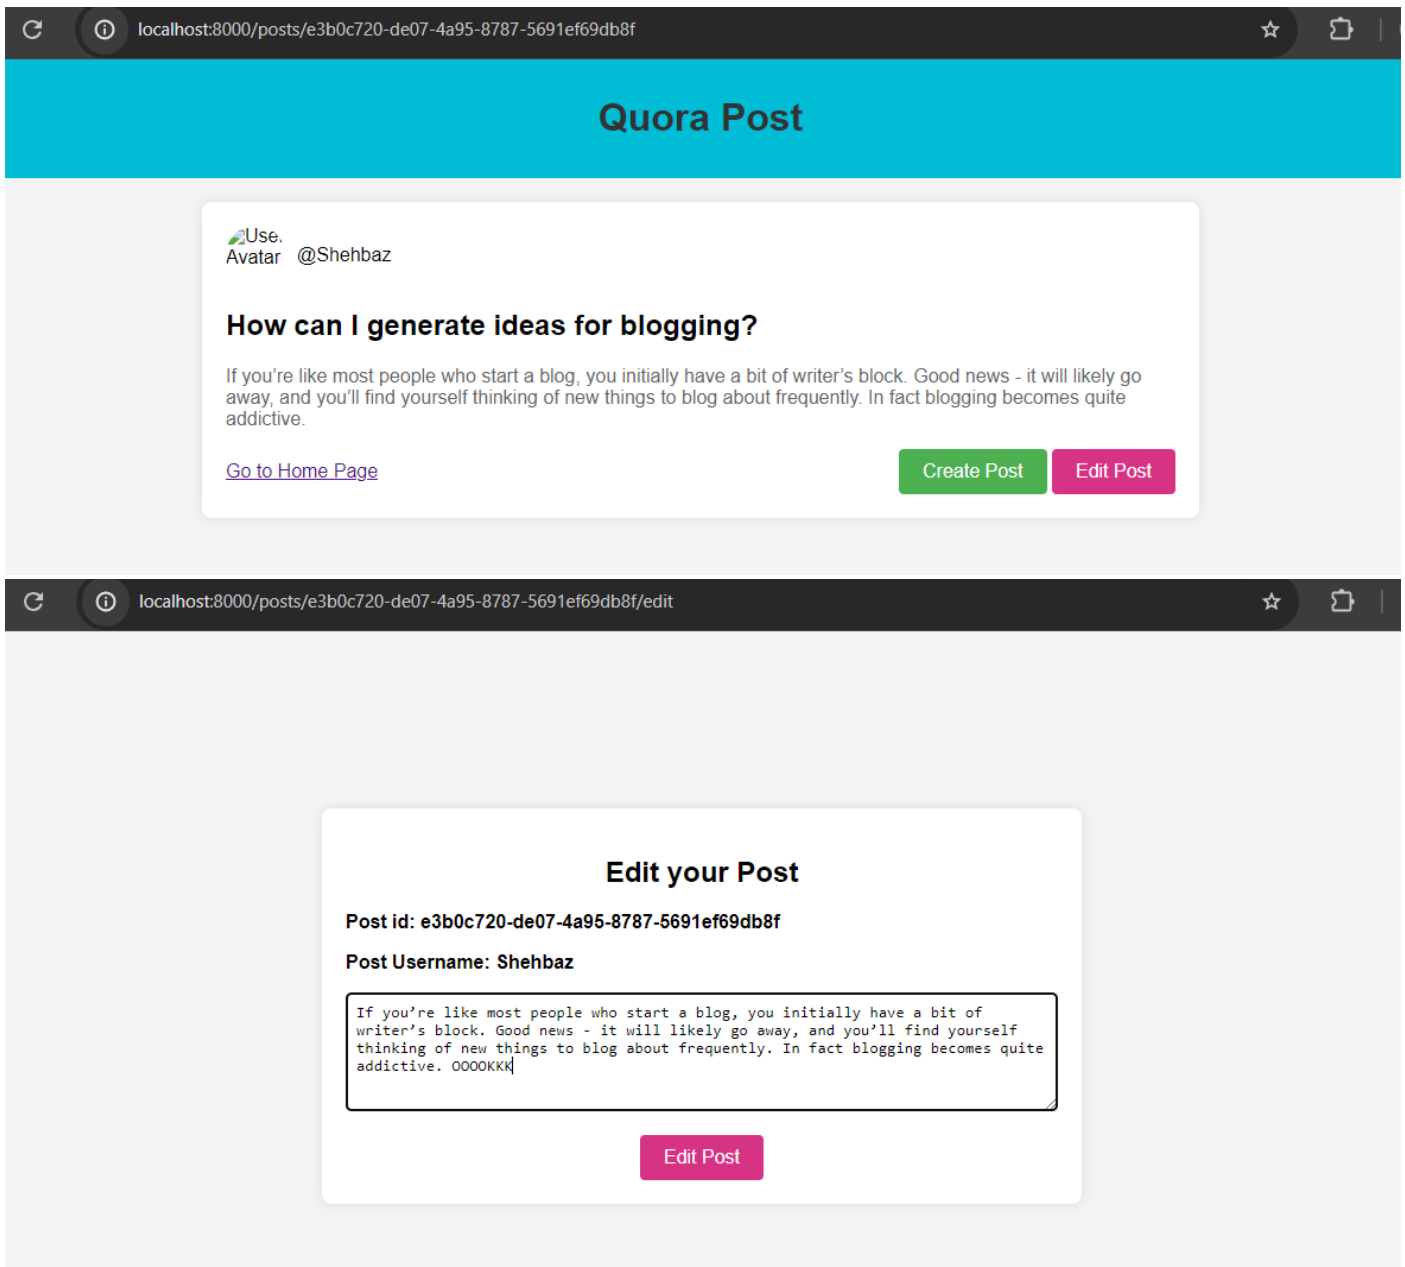 localhost:8000/posts/e3b0c720-de07-4a95-8787-5691ef69db8f
Quora Post
Use.
Avatar @Shehbaz
How can I generate ideas for blogging?
If you’re like most people who start a blog, you initially have a bit of writer’s block. Good news - it will likely go
away, and you’ll find yourself thinking of new things to blog about frequently. In fact blogging becomes quite
addictive.
Go to Home Page Create Post Edit Post
localhost:8000/posts/e3b0c720-de07-4a95-8787-5691ef69db8f/edit
Edit your Post
Post id: e3b0c720-de07-4a95-8787-5691ef69db8f
Post Username: Shehbaz
If you’re like most people who start a blog, you initially have a bit of
writer’s block. Good news - it will likely go away, and you’ll find yourself
thinking of new things to blog about frequently. In fact blogging becomes quite
addictive. OOOOKKK
Edit Post